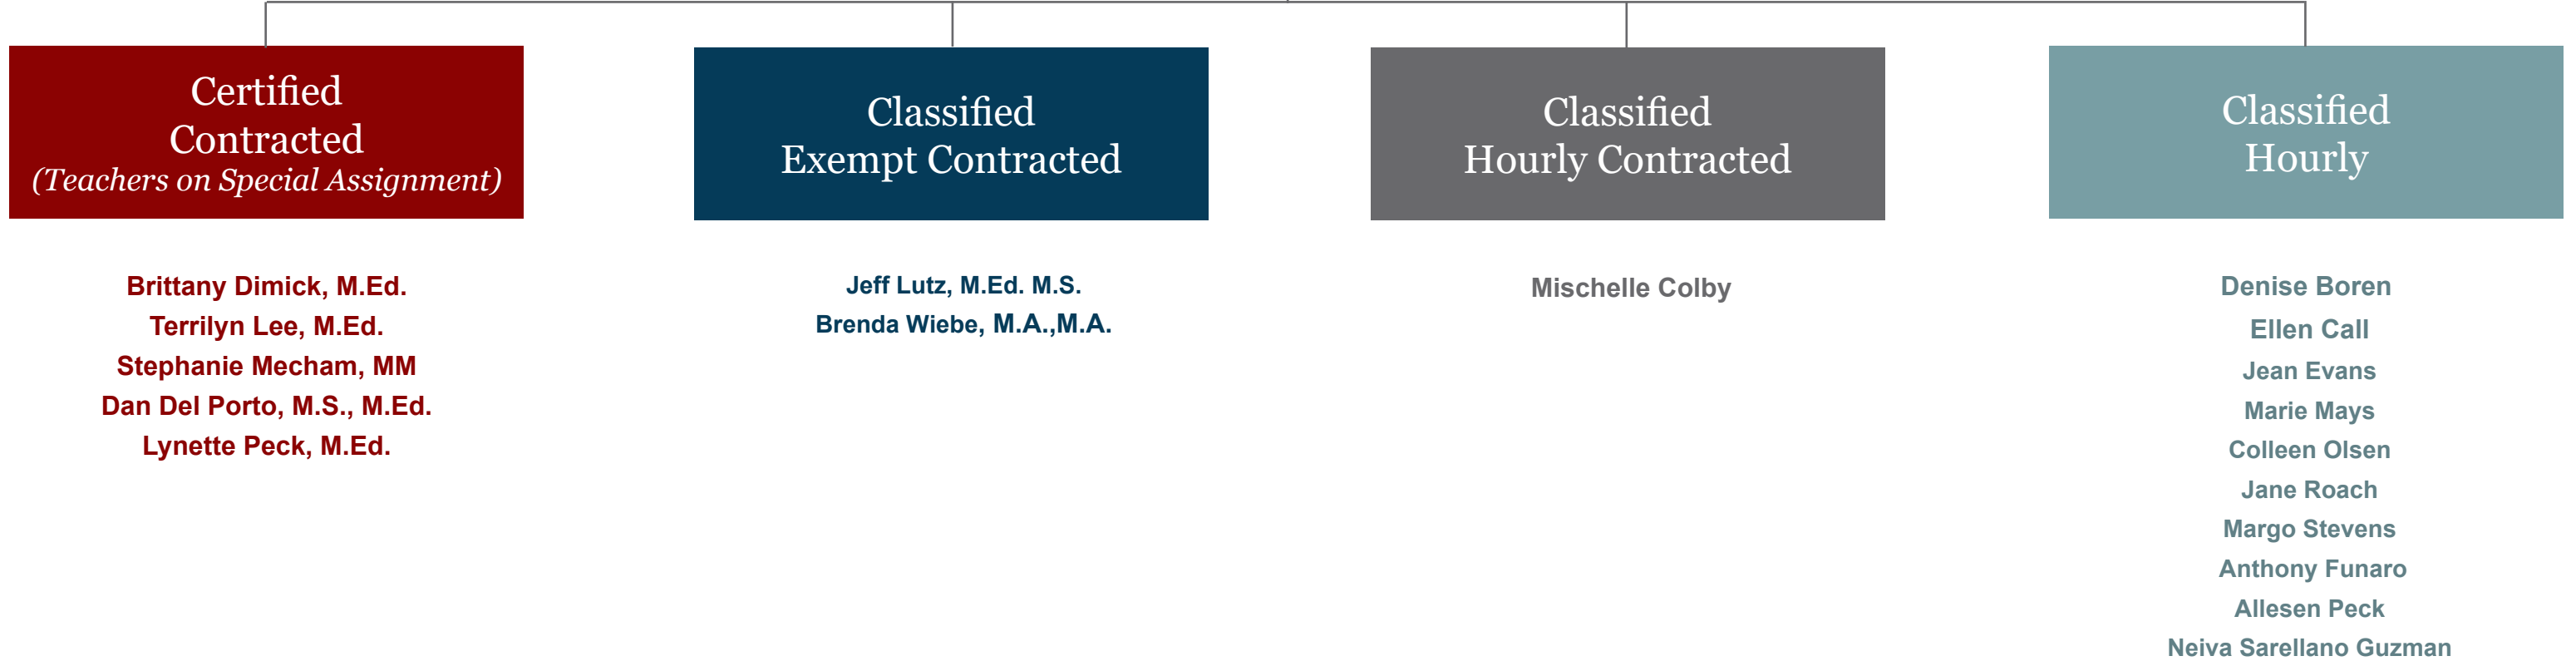 Certified
Contracted
(Teachers on Special Assignment)
Classified
Exempt Contracted
Classified
Hourly Contracted
Classified
Hourly
Brittany Dimick, M.Ed.
Terrilyn Lee, M.Ed.
Stephanie Mecham, MM
Dan Del Porto, M.S., M.Ed.
Lynette Peck, M.Ed.
Jeff Lutz, M.Ed. M.S.
Brenda Wiebe, M.A.,M.A.
Mischelle Colby
Denise Boren
Ellen Call
Jean Evans
Marie Mays
Colleen Olsen
Jane Roach
Margo Stevens
Anthony Funaro
Allesen Peck
Neiva Sarellano Guzman